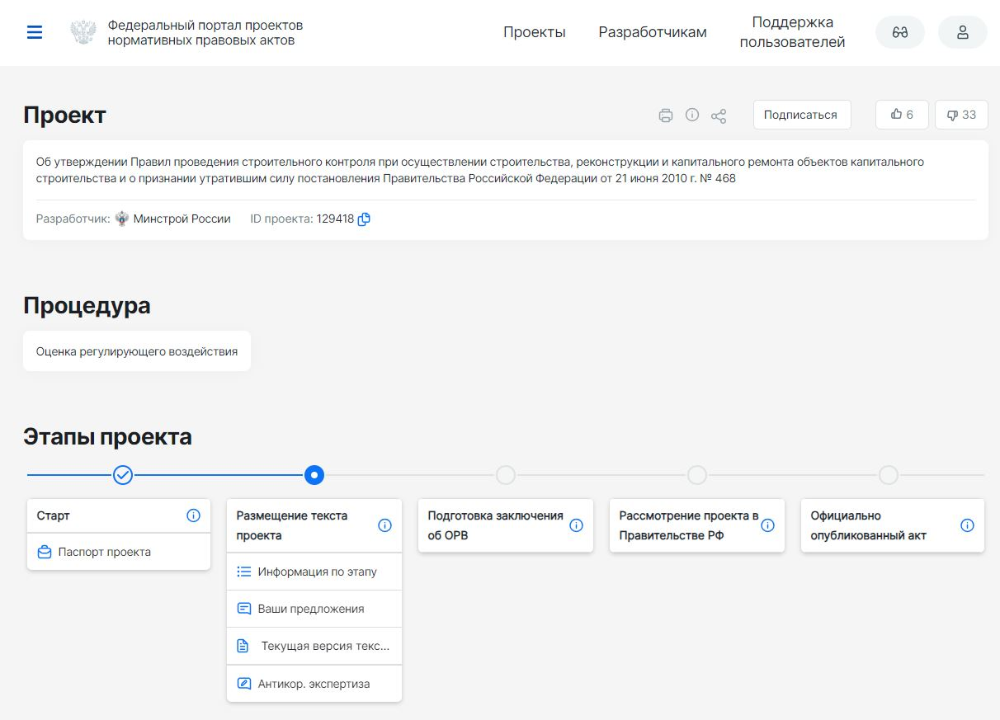 Федеральный портал проектов
нормативных правовых актов
Проекты
Разработчикам
Поддержка
пользователей
Проект
Подписаться
6
33
Об утверждении Правил проведения строительного контроля при осуществлении строительства, реконструкции и капитального ремонта объектов капитального
строительства и о признании утратившим силу постановления Правительства Российской Федерации от 21 июня 2010 г. № 468
Разработчик: Минстрой России ID проекта: 129418
Процедура
Оценка регулирующего воздействия
Этапы проекта
Старт
Паспорт проекта
Размещение текста
проекта
Информация по этапу
Ваши предложения
Текущая версия текс...
Антикор. экспертиза
Подготовка заключения
об ОРВ
Рассмотрение проекта в
Правительстве РФ
Официально
опубликованный акт